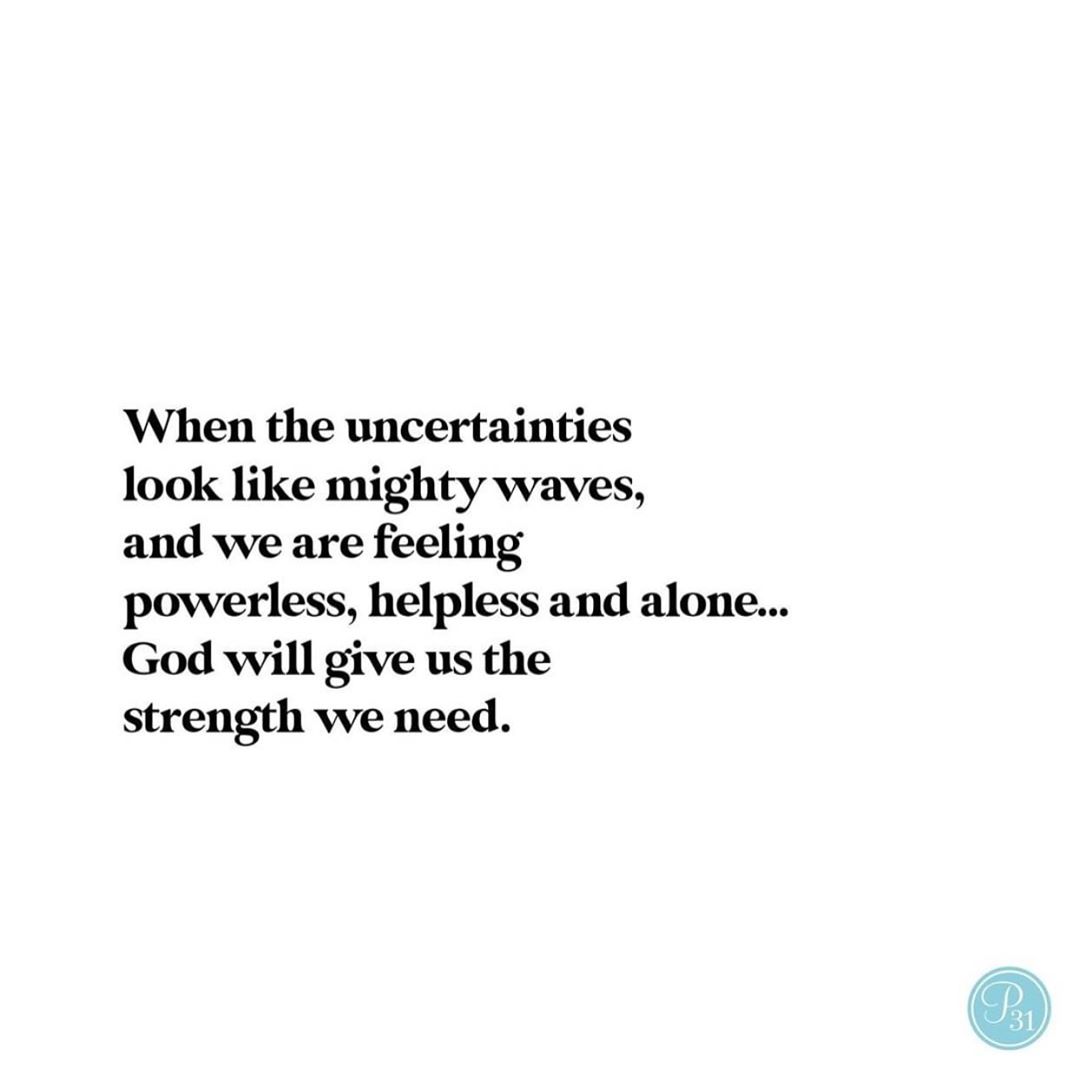 When the uncertainties
look like mighty waves,
and we are feeling
powerless, helpless and alone...
God will give us the
strength we need.
P
31